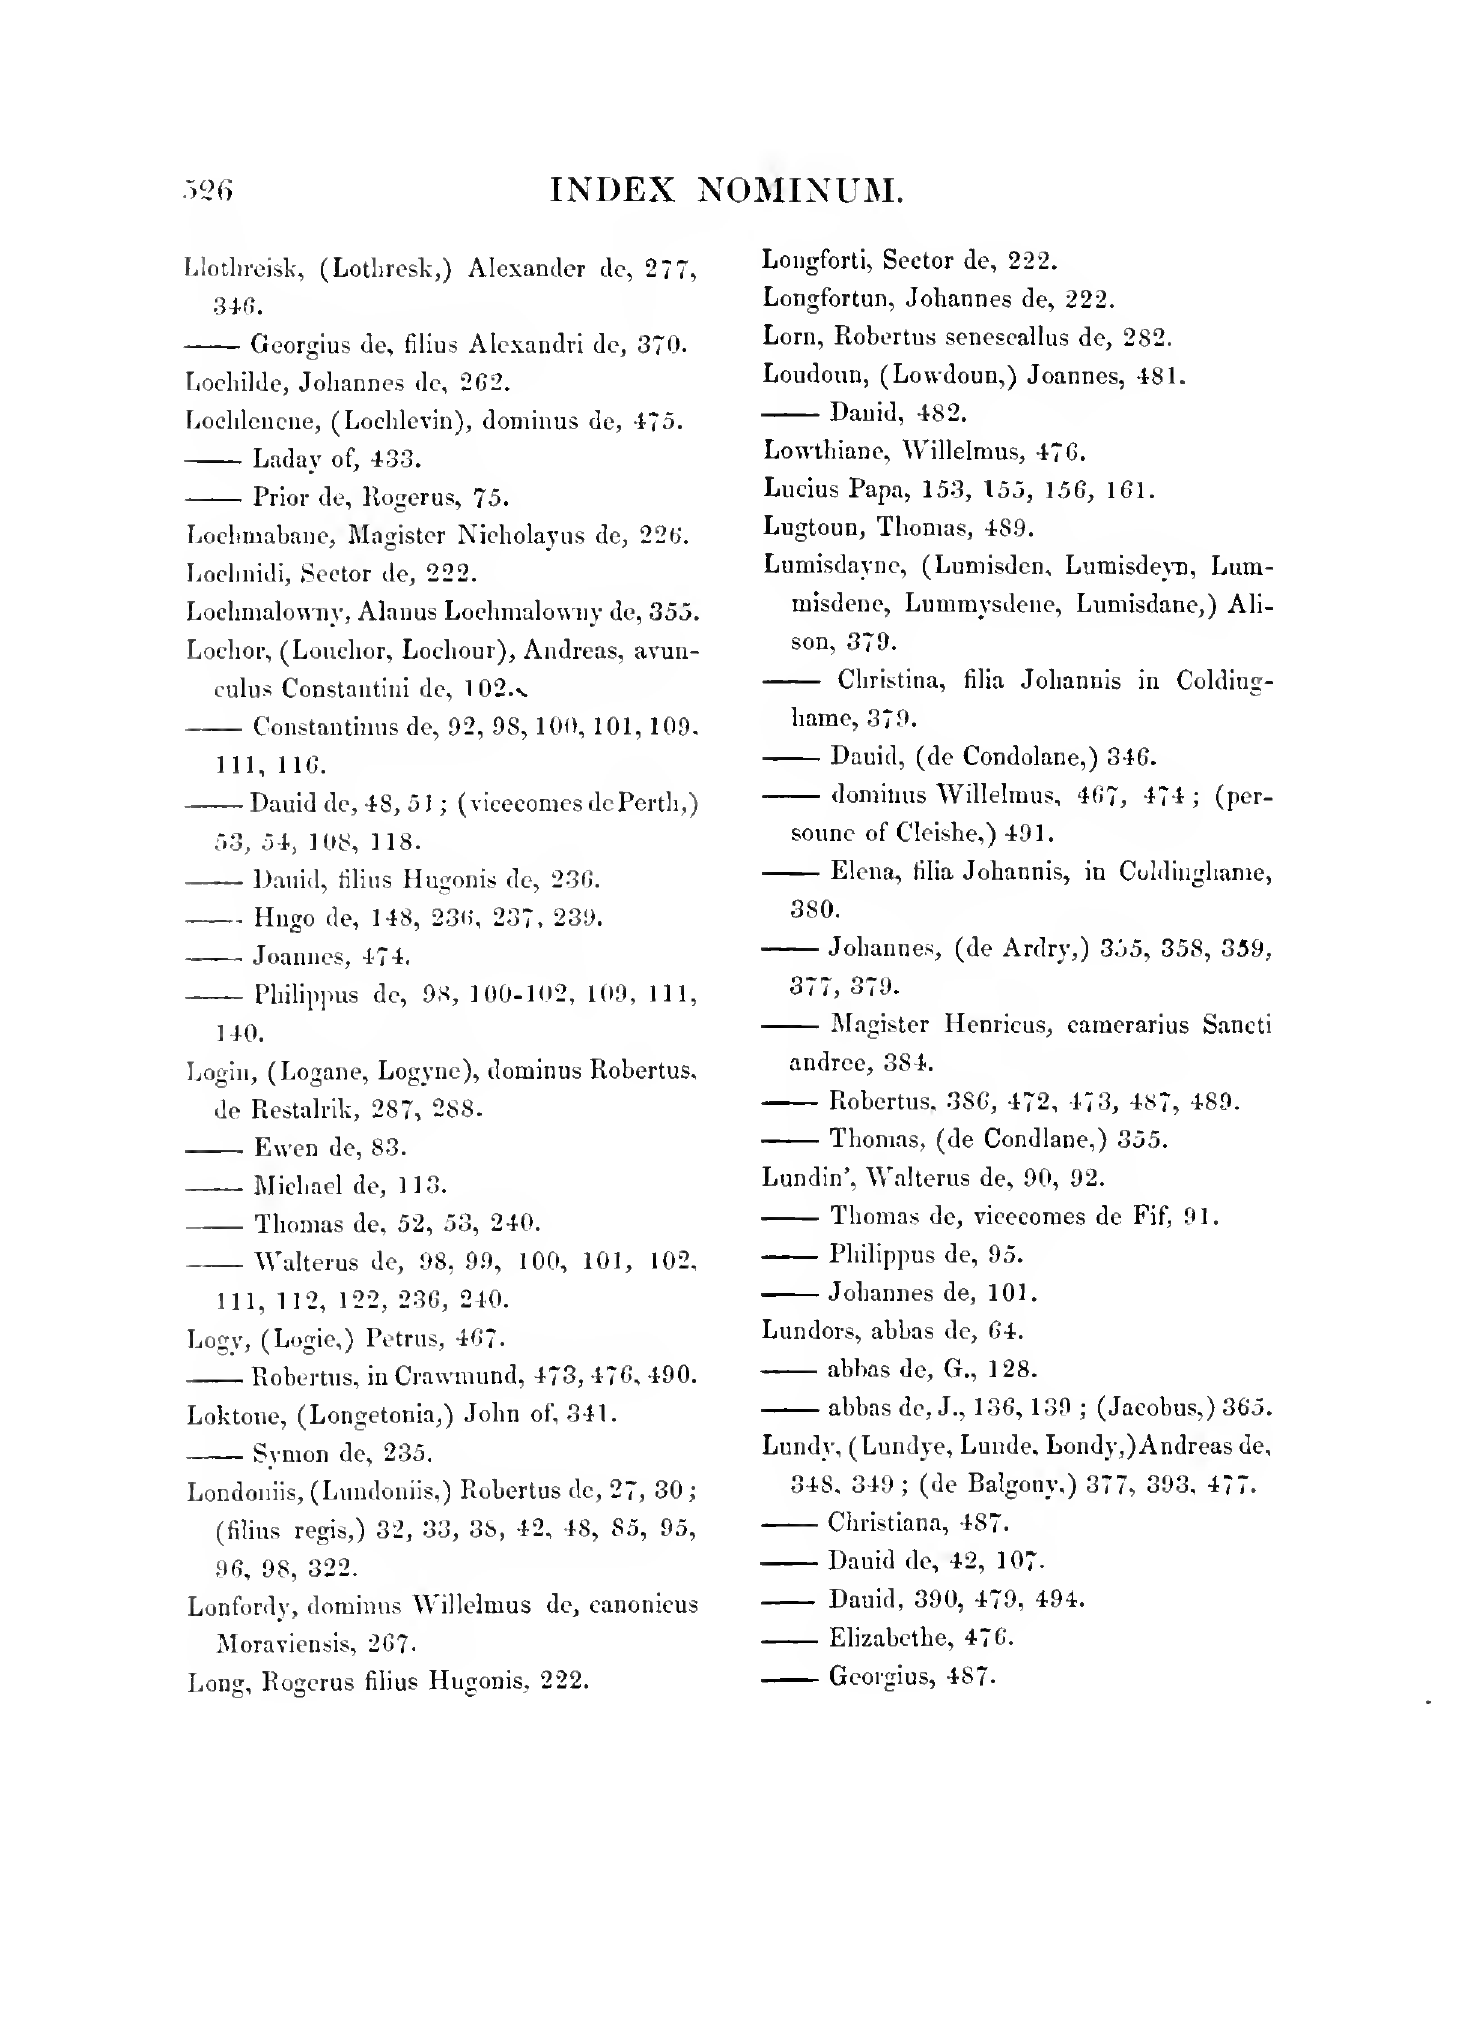 526
INDEX NOMINUM.
Llothreisk, (Lothresk,) Alexander de, 277,
346.
—— Georgius de, filius Alexandri de, 370.
Lochilde, Johannes de, 262.
Lochleuene, (Lochlevin), dominus de, 475.
—— Laday of, 433.
—— Prior de, Rogerus, 75.
Lochmabane, Magister Nicholayus de, 226.
Lochnidi, Sector de, 222.
Lochmalowny, Alanus Lochmalowny de, 355.
Lochor, (Louchor, Lochour), Andreas, avun-
culus Constantini de, 102.
—— Constantinus de, 92, 98, 100, 101, 109,
111, 116.
—— Dauid de, 48, 51 ; (vicecomes de Perth,)
53, 54, 108, 118.
—— Dauid, filius Hugonis de, 236.
—— Hugo de, 148, 236, 237, 239.
—— Joannes, 474.
—— Philippus de, 98, 100-102, 109, 111,
140.
Login, (Logane, Logyne), dominus Robertus,
de Restalrik, 287, 288.
—— Ewen de, 83.
—— Michael de, 113.
—— Thomas de, 52, 53, 240.
—— Walterus de, 98, 99, 100, 101, 102,
111, 112, 122, 236, 240.
Logy, (Logie,) Petrus, 467.
—— Robertus, in Crawmund, 473, 476, 490.
Loktone, (Longetonia,) John of, 341.
—— Symon de, 235.
Londoniis, (Lundoniis,) Robertus de, 27, 30 ;
(filius regis,) 32, 33, 38, 42, 48, 85, 95,
96, 98, 322.
Lonfordy, dominus Willelmus de, canonicus
Moraviensis, 267.
Long, Rogerus filius Hugonis, 222.
Longforti, Sector de, 222.
Longfortun, Johannes de, 222.
Lorn, Robertus senescallus de, 282.
Loudoun, (Lowdoun,) Joannes, 481.
—— Dauid, 482.
Lowthiane, Willelmus, 476.
Lucius Papa, 153, 155, 156, 161.
Lugtoun, Thomas, 489.
Lumisdayne, (Lumisden, Lumisdeyn, Lum-
misdene, Lummysdene, Lumisdane,) Ali-
son, 379.
—— Christina, filia Johannis in Colding-
hame, 379.
—— Dauid, (de Condolane,) 346.
—— dominus Willelmus, 467, 474 ; (per-
soune of Cleishe,) 491.
—— Elena, filia Johannis, in Coldinghame,
380.
—— Johannes, (de Ardry,) 355, 358, 359,
377, 379.
—— Magister Henricus, camerarius Sancti
andree, 384.
—— Robertus, 386, 472, 473, 487, 489.
—— Thomas, (de Condlane,) 355.
Lundin', Walterus de, 90, 92.
—— Thomas de, vicecomes de Fif, 91.
—— Philippus de, 95.
—— Johannes de, 101.
Lundors, abbas de, 64.
—— abbas de, G., 128.
—— abbas de, J., 136, 139 ; (Jacobus,) 365.
Lundy, (Lundye, Lunde, Londy,) Andreas de,
348, 349 ; (de Balgony,) 377, 393, 477.
—— Christiana, 487.
—— Dauid de, 42, 107.
—— Dauid, 390, 479, 494.
—— Elizabethe, 476.
—— Georgius, 487.